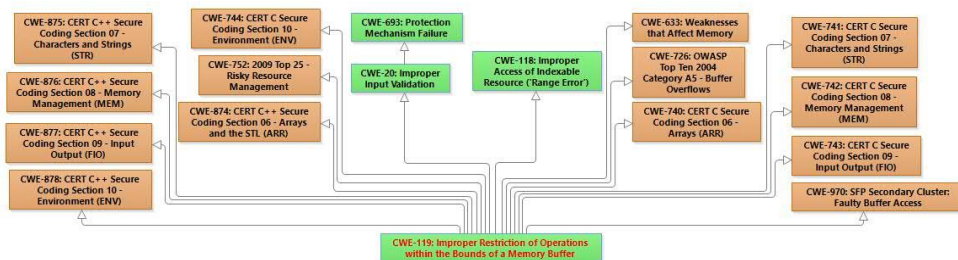 CWE-875: CERT C++ Secure
Coding Section 07 -
Characters and Strings
(STR)
CWE-876: CERT C++ Secure
Coding Section 08 - Memory
Management (MEM)
CWE-877: CERT C++ Secure
Coding Section 09 - Input
Output (FIO)
CWE-878: CERT C++ Secure
Coding Section 10 -
Environment (ENV)
CWE-744: CERT C Secure
Coding Section 10 -
Environment (ENV)
CWE-752: 2009 Top 25 -
Risky Resource
Management
CWE-874: CERT C++ Secure
Coding Section 06 - Arrays
and the STL (ARR)
CWE-693: Protection
Mechanism Failure
CWE-20: Improper
Input Validation
CWE-118: Improper
Access of Indexable
Resource ('Range Error')
CWE-633: Weaknesses
that Affect Memory
CWE-726: OWASP
Top Ten 2004
Category A5 - Buffer
Overflows
CWE-740: CERT C Secure
Coding Section 06 -
Arrays (ARR)
CWE-741: CERT C Secure
Coding Section 07 -
Characters and Strings
(STR)
CWE-742: CERT C Secure
Coding Section 08 -
Memory Management
(MEM)
CWE-743: CERT C Secure
Coding Section 09 -
Input Output (FIO)
CWE-970: SFP Secondary Cluster:
Faulty Buffer Access
CWE-119: Improper Restriction of Operations
within the Bounds of a Memory Buffer